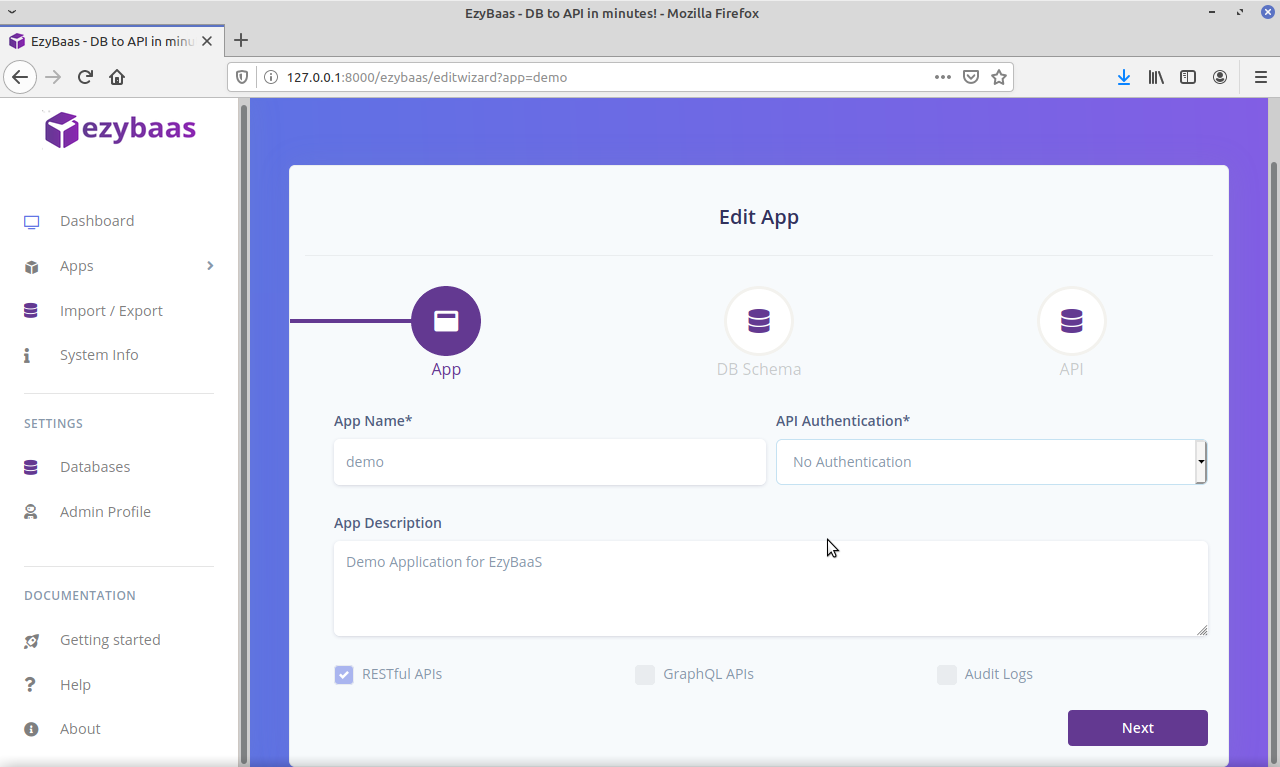 EzyBaas - DB to API in minutes! - Mozilla Firefox
EzyBaas - DB to API in minu
127.0.0.1:8000/ezybaas/editwizard?app=demo
ezybaas
Dashboard
Apps
Import / Export
System Info
SETTINGS
Databases
Admin Profile
DOCUMENTATION
Getting started
Help
About
Edit App
App
DB Schema
API
App Name*
API Authentication*
demo
No Authentication
App Description
Demo Application for EzyBaaS
RESTful APIs
GraphQL APIs
Audit Logs
Next